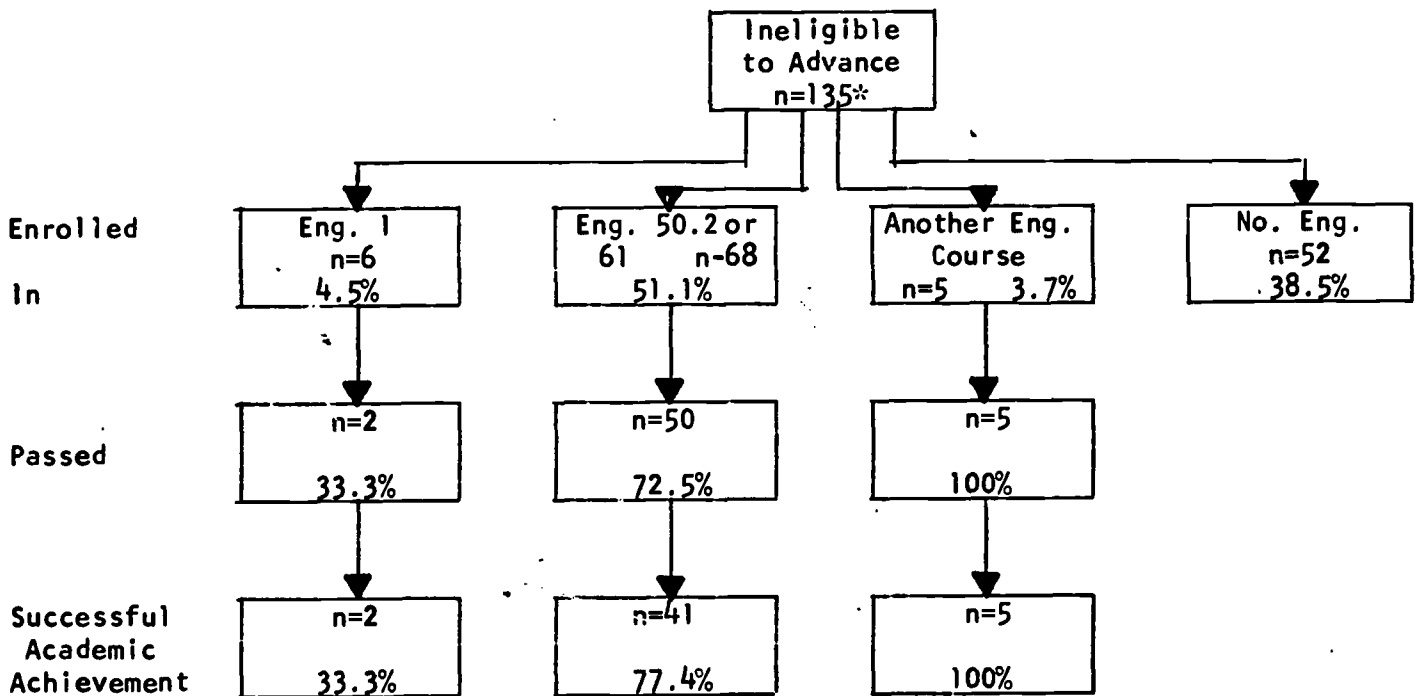 Ineligible
to Advance
n=135*
Enrolled
In
Eng. 1
n=6
4.5%
Eng. 50.2 or
61 n-68
51.1%
Another Eng.
Course
n=5 3.7%
No. Eng.
n=52
38.5%
Passed
n=2
33.3%
n=50
72.5%
n=5
100%
Successful
Academic
Achievement
n=2
33.3%
n=41
77.4%
n=5
100%